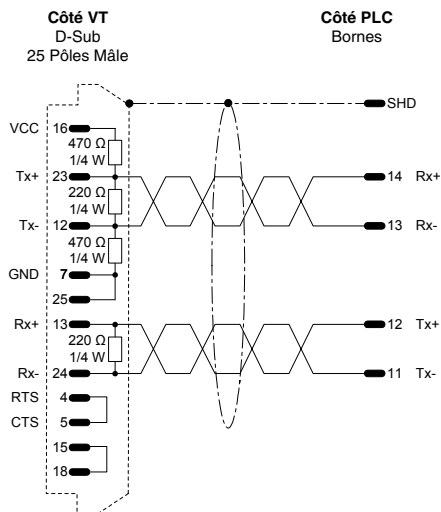 Côté VT
D-Sub
25 Pôles Mâle
Côté PLC
Bornes
SHD
VCC 16
470 Ω
1/4 W
Tx+ 23
14 Rx+
220 Ω
1/4 W
Tx- 12
13 Rx-
470 Ω
1/4 W
GND 7
25
Rx+ 13
12 Tx+
220 Ω
1/4 W
Rx- 24
11 Tx-
RTS 4
CTS 5
15
18